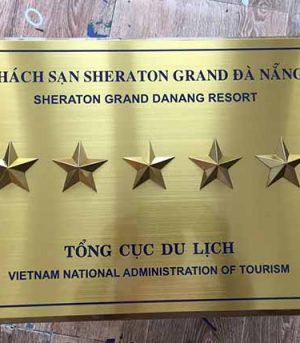 HÁCH SẠN SHERATON GRAND ĐÀ NẴNG
SHERATON GRAND DANANG RESORT
TỔNG CỤC DU LỊCH
VIETNAM NATIONAL ADMINISTRATION OF TOURISM